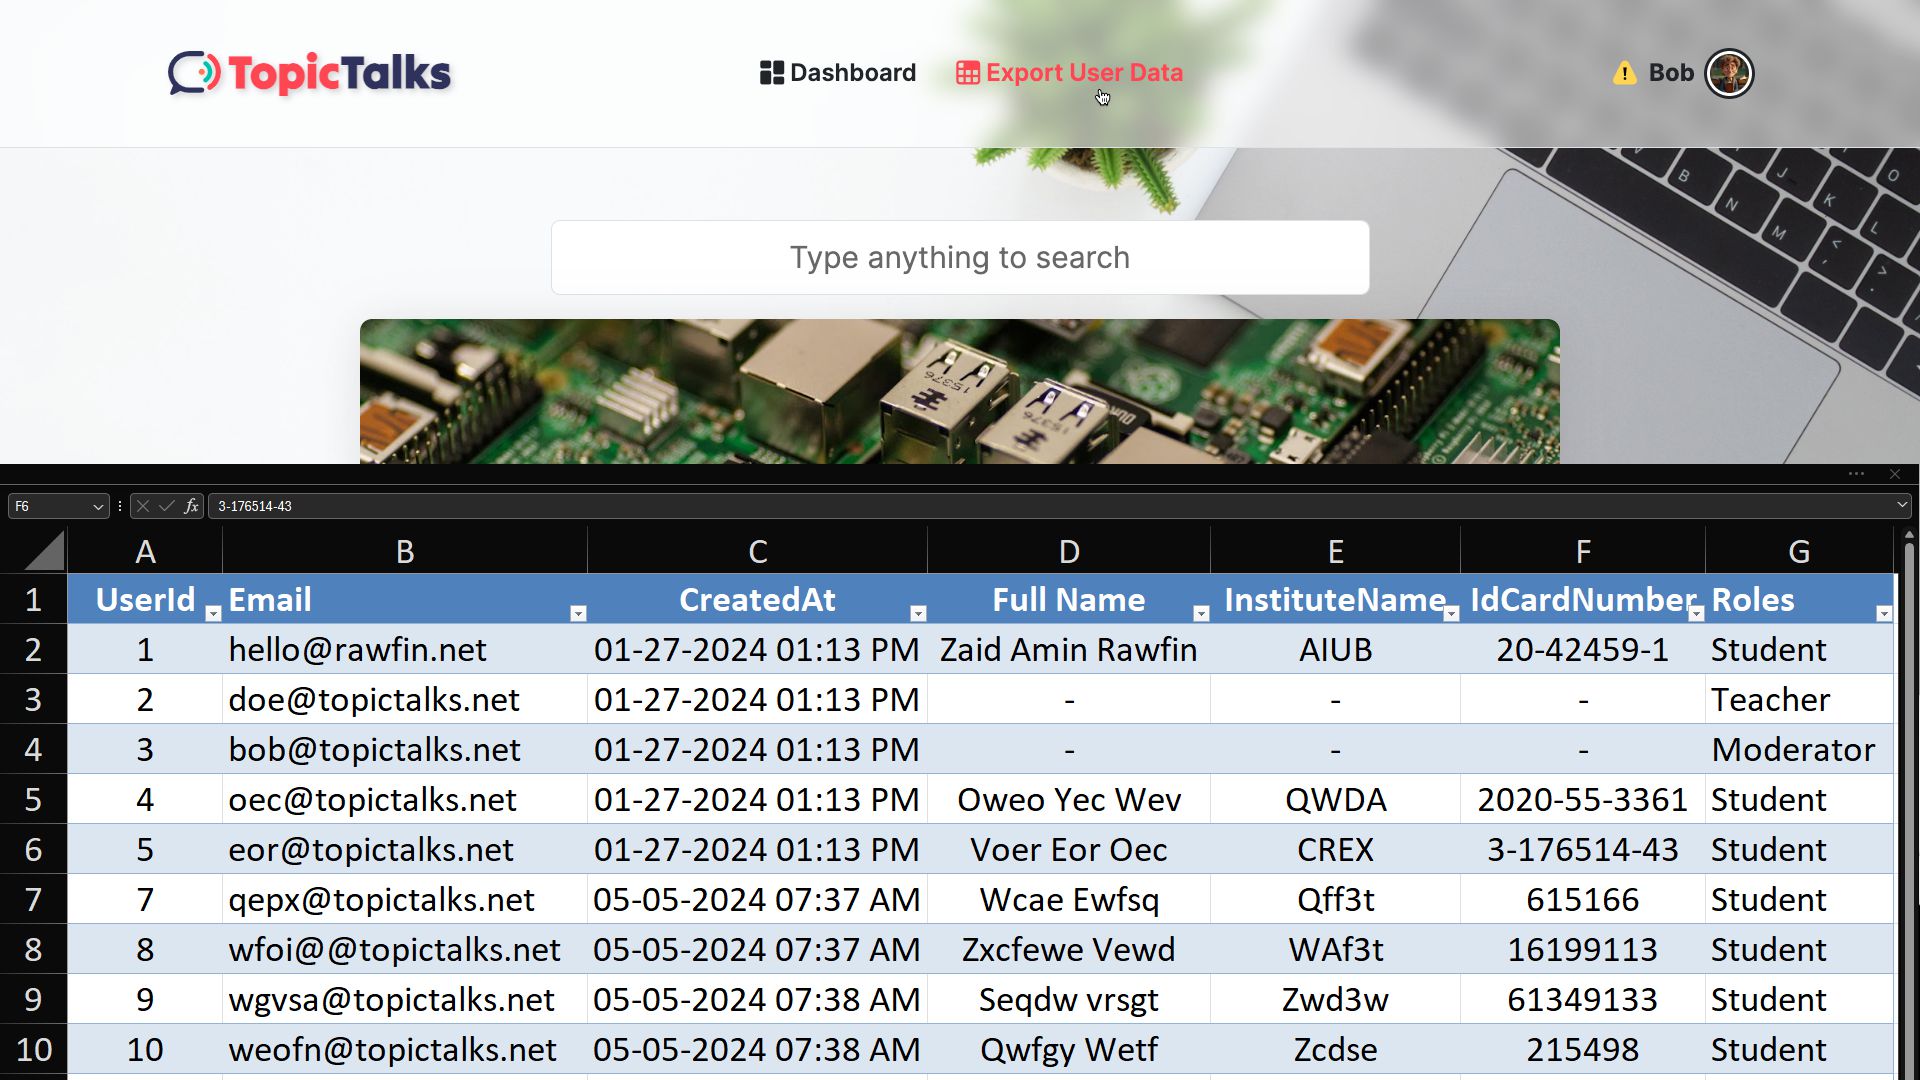 TopicTalks
Dashboard
Export User Data
Bob
Type anything to search
F6
fx
3-176514-43
A B C D E F G
1 UserId Email CreatedAt Full Name InstituteName IdCardNumber Roles
2 1 hello@rawfin.net 01-27-2024 01:13 PM Zaid Amin Rawfin AIUB 20-42459-1 Student
3 2 doe@topictalks.net 01-27-2024 01:13 PM - - - Teacher
4 3 bob@topictalks.net 01-27-2024 01:13 PM - - - Moderator
5 4 oec@topictalks.net 01-27-2024 01:13 PM Oweo Yec Wev QWDA 2020-55-3361 Student
6 5 eor@topictalks.net 01-27-2024 01:13 PM Voer Eor Oec CREX 3-176514-43 Student
7 7 qepx@topictalks.net 05-05-2024 07:37 AM Wcae Ewfsq Qff3t 615166 Student
8 8 wfoi@@topictalks.net 05-05-2024 07:37 AM Zxcfewe Vewd WAf3t 16199113 Student
9 9 wgvsa@topictalks.net 05-05-2024 07:38 AM Seqdw vrsgt Zwd3w 61349133 Student
10 10 weofn@topictalks.net 05-05-2024 07:38 AM Qwfgy Wetf Zcdse 215498 Student